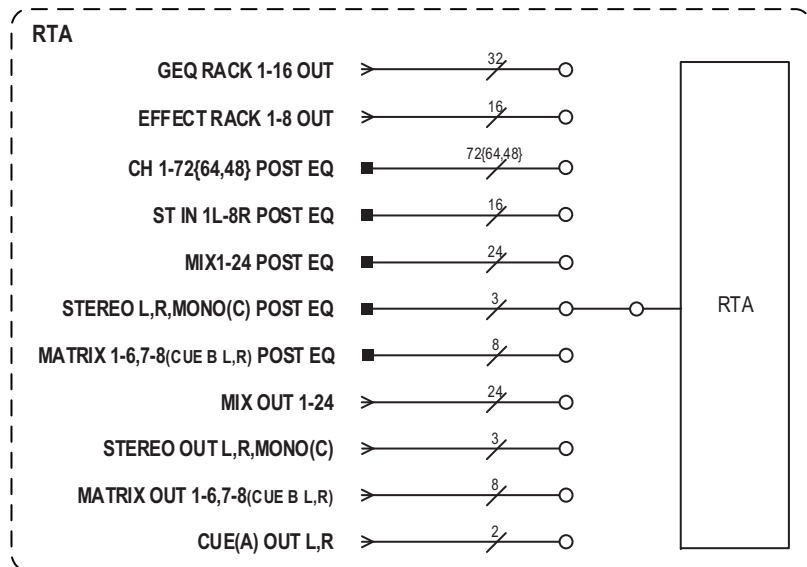 RTA
GEQ RACK 1-16 OUT 32
EFFECT RACK 1-8 OUT 16
CH 1-72{64,48} POST EQ 72{64,48}
ST IN 1L-8R POST EQ 16
MIX1-24 POST EQ 24
STEREO L,R,MONO(C) POST EQ 3 RTA
MATRIX 1-6,7-8(CUE B L,R) POST EQ 8
MIX OUT 1-24 24
STEREO OUT L,R,MONO(C) 3
MATRIX OUT 1-6,7-8(CUE B L,R) 8
CUE(A) OUT L,R 2